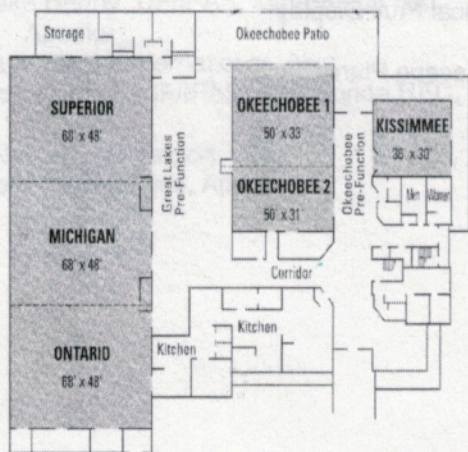 Storage
Okeechobee Patio
SUPERIOR
68' x 48'
MICHIGAN
68' x 48'
ONTARIO
68' x 48'
Great Lakes
Pre-Function
OKEECHOBEE 1
50' x 33'
OKEECHOBEE 2
50' x 31'
Okeechobee
Pre-Function
KISSIMMEE
36' x 30'
Men
Women
Corridor
Kitchen
Kitchen